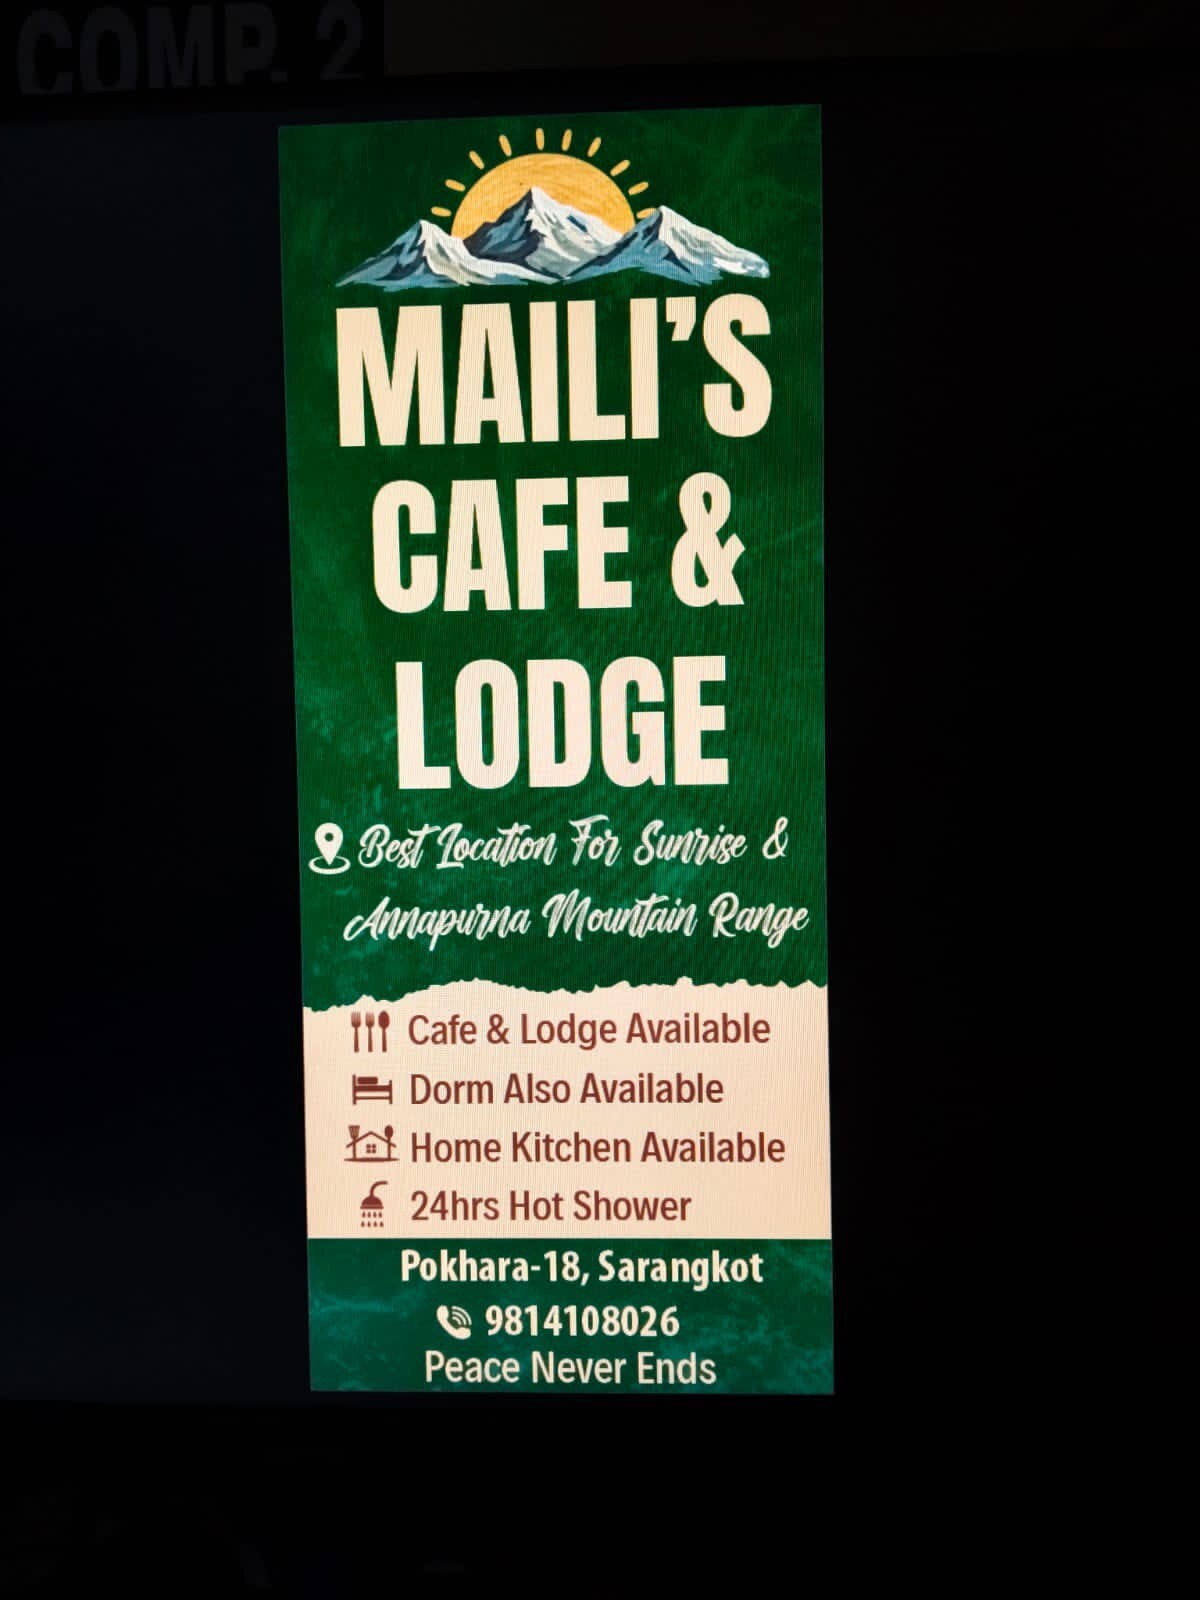 COMP. 2
MAILI'S
CAFE &
LODGE
Best Location For Sunrise &
Annapurna Mountain Range
Cafe & Lodge Available
Dorm Also Available
Home Kitchen Available
24hrs Hot Shower
Pokhara-18, Sarangkot
9814108026
Peace Never Ends